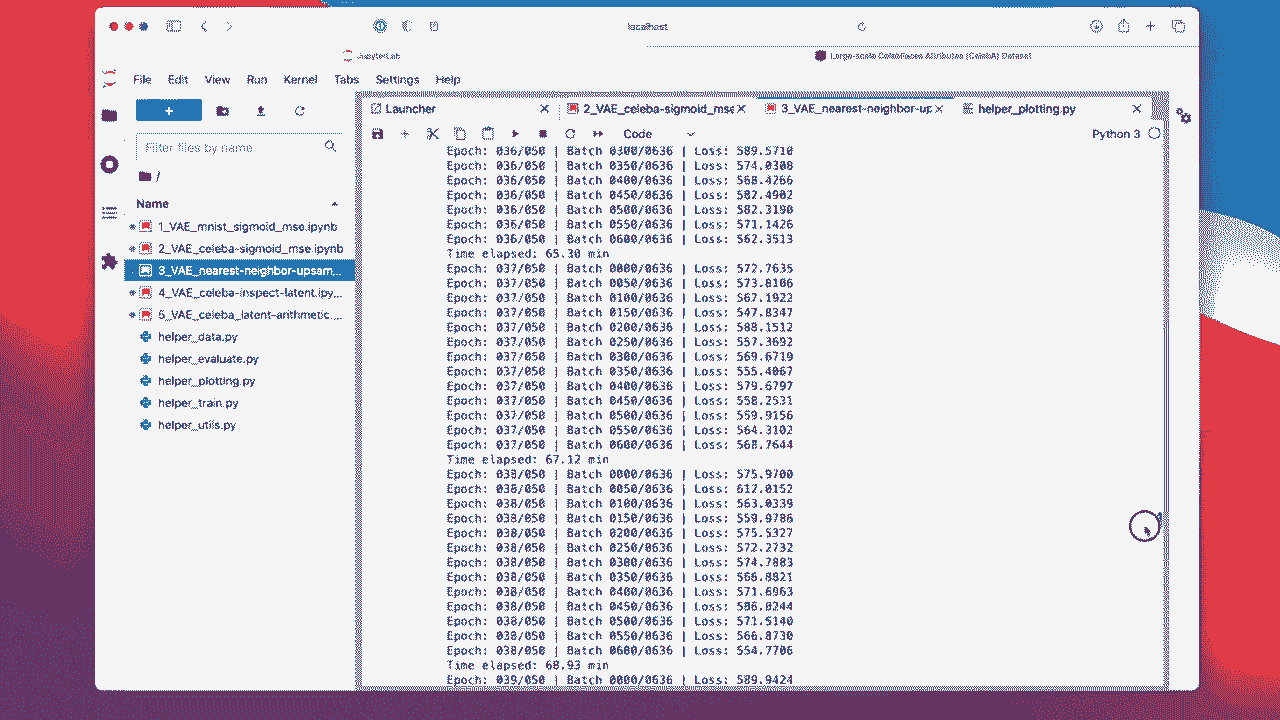 localhost
JupyterLab
Large-scale CelebFaces Attributes (CelebA) Dataset
File Edit View Run Kernel Tabs Settings Help
Launcher
2_VAE_celeba-sigmoid_mse
3_VAE_nearest-neighbor-up
helper_plotting.py
Code
Python 3
Filter files by name
/
Name
1_VAE_mnist_sigmoid_mse.ipynb
2_VAE_celeba-sigmoid_mse.ipynb
3_VAE_nearest-neighbor-upsam...
4_VAE_celeba-inspect-latent.ipy...
5_VAE_celeba_latent-arithmetic....
helper_data.py
helper_evaluate.py
helper_plotting.py
helper_train.py
helper_utils.py
Epoch: 036/050 | Batch 0300/0636 | Loss: 589.5710
Epoch: 036/050 | Batch 0350/0636 | Loss: 574.0308
Epoch: 036/050 | Batch 0400/0636 | Loss: 568.4266
Epoch: 036/050 | Batch 0450/0636 | Loss: 582.4902
Epoch: 036/050 | Batch 0500/0636 | Loss: 582.3190
Epoch: 036/050 | Batch 0550/0636 | Loss: 571.1426
Epoch: 036/050 | Batch 0600/0636 | Loss: 562.3513
Time elapsed: 65.30 min
Epoch: 037/050 | Batch 0000/0636 | Loss: 572.7635
Epoch: 037/050 | Batch 0050/0636 | Loss: 573.8106
Epoch: 037/050 | Batch 0100/0636 | Loss: 567.1922
Epoch: 037/050 | Batch 0150/0636 | Loss: 547.8347
Epoch: 037/050 | Batch 0200/0636 | Loss: 588.1512
Epoch: 037/050 | Batch 0250/0636 | Loss: 557.3692
Epoch: 037/050 | Batch 0300/0636 | Loss: 569.6719
Epoch: 037/050 | Batch 0350/0636 | Loss: 555.4067
Epoch: 037/050 | Batch 0400/0636 | Loss: 579.6797
Epoch: 037/050 | Batch 0450/0636 | Loss: 558.2531
Epoch: 037/050 | Batch 0500/0636 | Loss: 559.9156
Epoch: 037/050 | Batch 0550/0636 | Loss: 564.3102
Epoch: 037/050 | Batch 0600/0636 | Loss: 568.7644
Time elapsed: 67.12 min
Epoch: 038/050 | Batch 0000/0636 | Loss: 575.9700
Epoch: 038/050 | Batch 0050/0636 | Loss: 612.0152
Epoch: 038/050 | Batch 0100/0636 | Loss: 563.0339
Epoch: 038/050 | Batch 0150/0636 | Loss: 559.9786
Epoch: 038/050 | Batch 0200/0636 | Loss: 575.5327
Epoch: 038/050 | Batch 0250/0636 | Loss: 572.2732
Epoch: 038/050 | Batch 0300/0636 | Loss: 574.7883
Epoch: 038/050 | Batch 0350/0636 | Loss: 566.8821
Epoch: 038/050 | Batch 0400/0636 | Loss: 571.6963
Epoch: 038/050 | Batch 0450/0636 | Loss: 586.0244
Epoch: 038/050 | Batch 0500/0636 | Loss: 571.5140
Epoch: 038/050 | Batch 0550/0636 | Loss: 566.8730
Epoch: 038/050 | Batch 0600/0636 | Loss: 554.7706
Time elapsed: 68.93 min
Epoch: 039/050 | Batch 0000/0636 | Loss: 589.9424